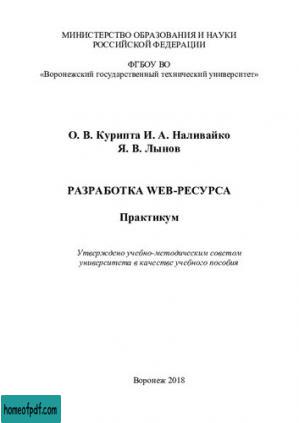 МИНИСТЕРСТВО ОБРАЗОВАНИЯ И НАУКИ
РОССИЙСКОЙ ФЕДЕРАЦИИ
ФГБОУ ВО
«Воронежский государственный технический университет»
О. В. Курипта И. А. Наливайко
Я. В. Лынов
РАЗРАБОТКА WEB-РЕСУРСА
Практикум
Утверждено учебно-методическим советом
университета в качестве учебного пособия
Воронеж 2018
homeofpdf.com